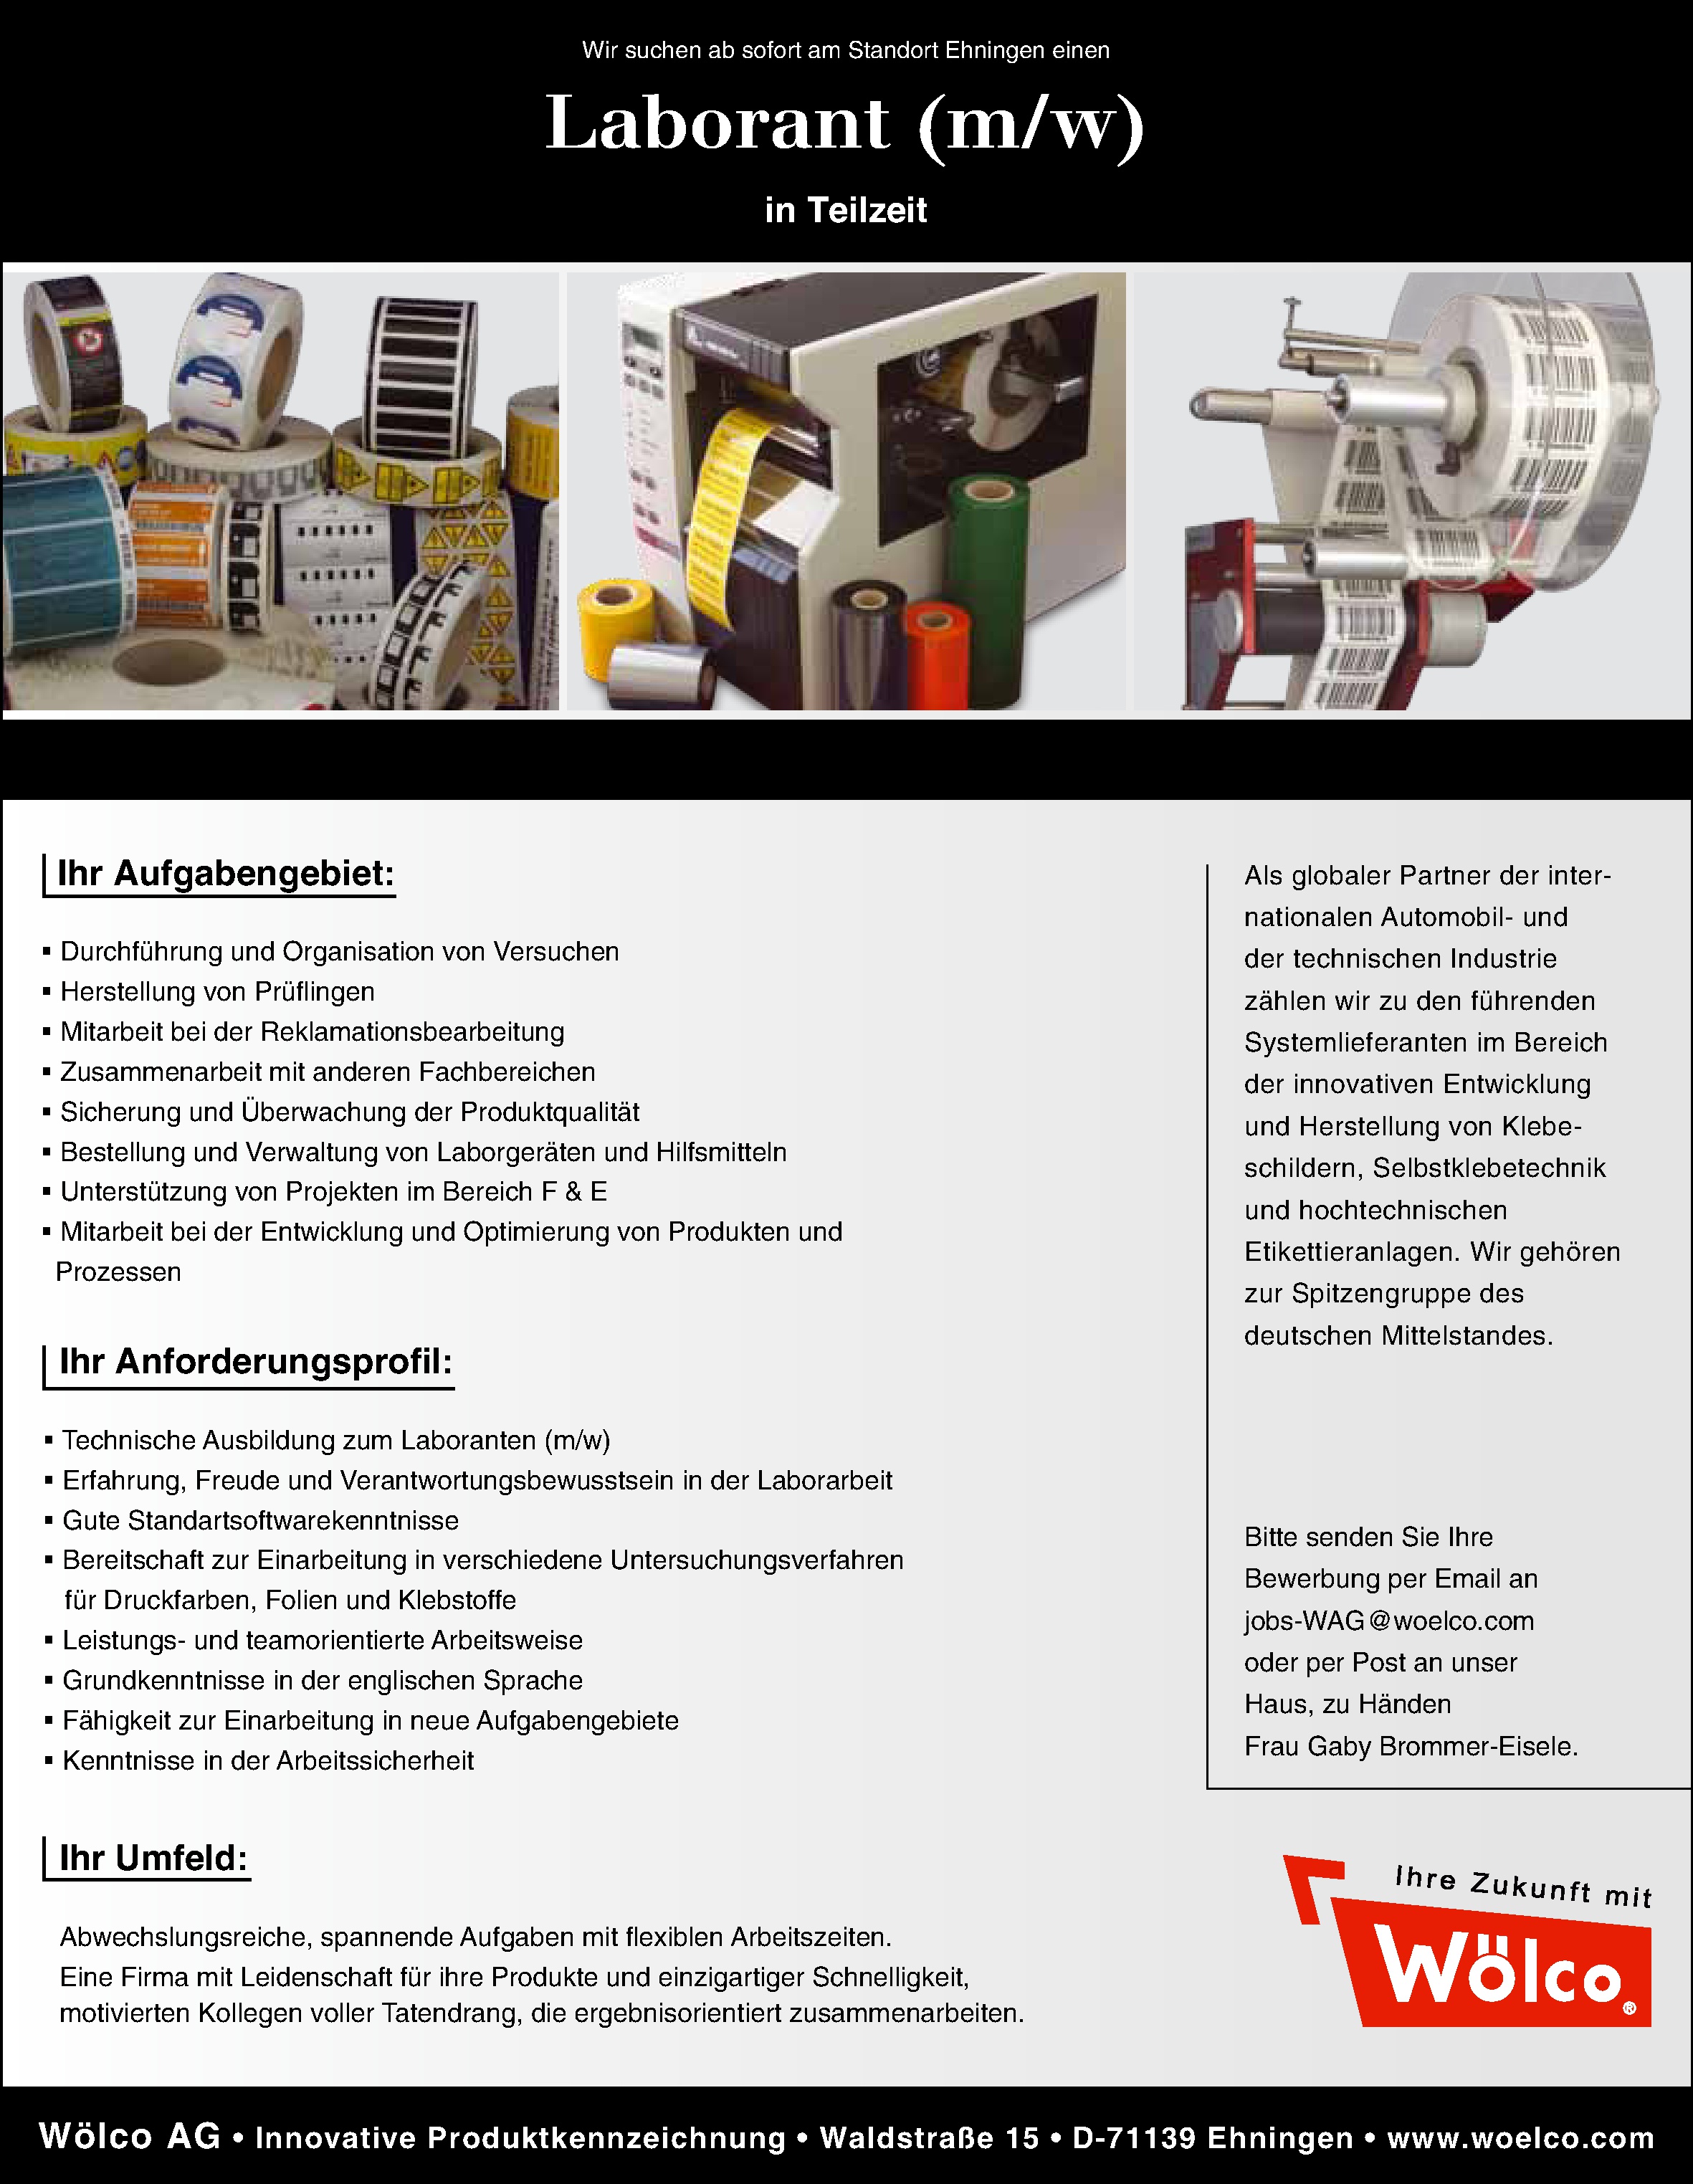 Wir suchen ab sofort am Standort Ehningen einen
Laborant (m/w)
in Teilzeit
Ihr Aufgabengebiet:
▪ Durchführung und Organisation von Versuchen
▪ Herstellung von Prüflingen
▪ Mitarbeit bei der Reklamationsbearbeitung
▪ Zusammenarbeit mit anderen Fachbereichen
▪ Sicherung und Überwachung der Produktqualität
▪ Bestellung und Verwaltung von Laborgeräten und Hilfsmitteln
▪ Unterstützung von Projekten im Bereich F & E
▪ Mitarbeit bei der Entwicklung und Optimierung von Produkten und
Prozessen
Ihr Anforderungsprofil:
▪ Technische Ausbildung zum Laboranten (m/w)
▪ Erfahrung, Freude und Verantwortungsbewusstsein in der Laborarbeit
▪ Gute Standartsoftwarekenntnisse
▪ Bereitschaft zur Einarbeitung in verschiedene Untersuchungsverfahren
für Druckfarben, Folien und Klebstoffe
▪ Leistungs- und teamorientierte Arbeitsweise
▪ Grundkenntnisse in der englischen Sprache
▪ Fähigkeit zur Einarbeitung in neue Aufgabengebiete
▪ Kenntnisse in der Arbeitssicherheit
Ihr Umfeld:
Abwechslungsreiche, spannende Aufgaben mit flexiblen Arbeitszeiten.
Eine Firma mit Leidenschaft für ihre Produkte und einzigartiger Schnelligkeit,
motivierten Kollegen voller Tatendrang, die ergebnisorientiert zusammenarbeiten.
Als globaler Partner der inter-
nationalen Automobil- und
der technischen Industrie
zählen wir zu den führenden
Systemlieferanten im Bereich
der innovativen Entwicklung
und Herstellung von Klebe-
schildern, Selbstklebetechnik
und hochtechnischen
Etikettieranlagen. Wir gehören
zur Spitzengruppe des
deutschen Mittelstandes.
Bitte senden Sie Ihre
Bewerbung per Email an
jobs-WAG@woelco.com
oder per Post an unser
Haus, zu Händen
Frau Gaby Brommer-Eisele.
Ihre Zukunft mit
Wölco®
Wölco AG • Innovative Produktkennzeichnung • Waldstraße 15 • D-71139 Ehningen • www.woelco.com